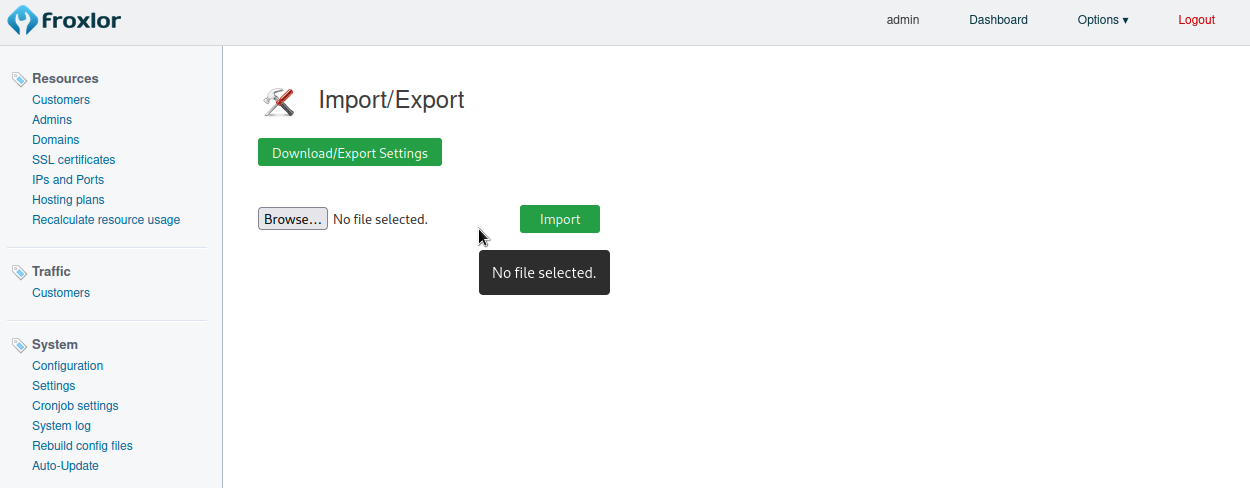 froxlor
admin Dashboard Options ▾ Logout
Resources
Customers
Admins
Domains
SSL certificates
IPs and Ports
Hosting plans
Recalculate resource usage
Traffic
Customers
System
Configuration
Settings
Cronjob settings
System log
Rebuild config files
Auto-Update
Import/Export
Download/Export Settings
Browse... No file selected. Import
No file selected.